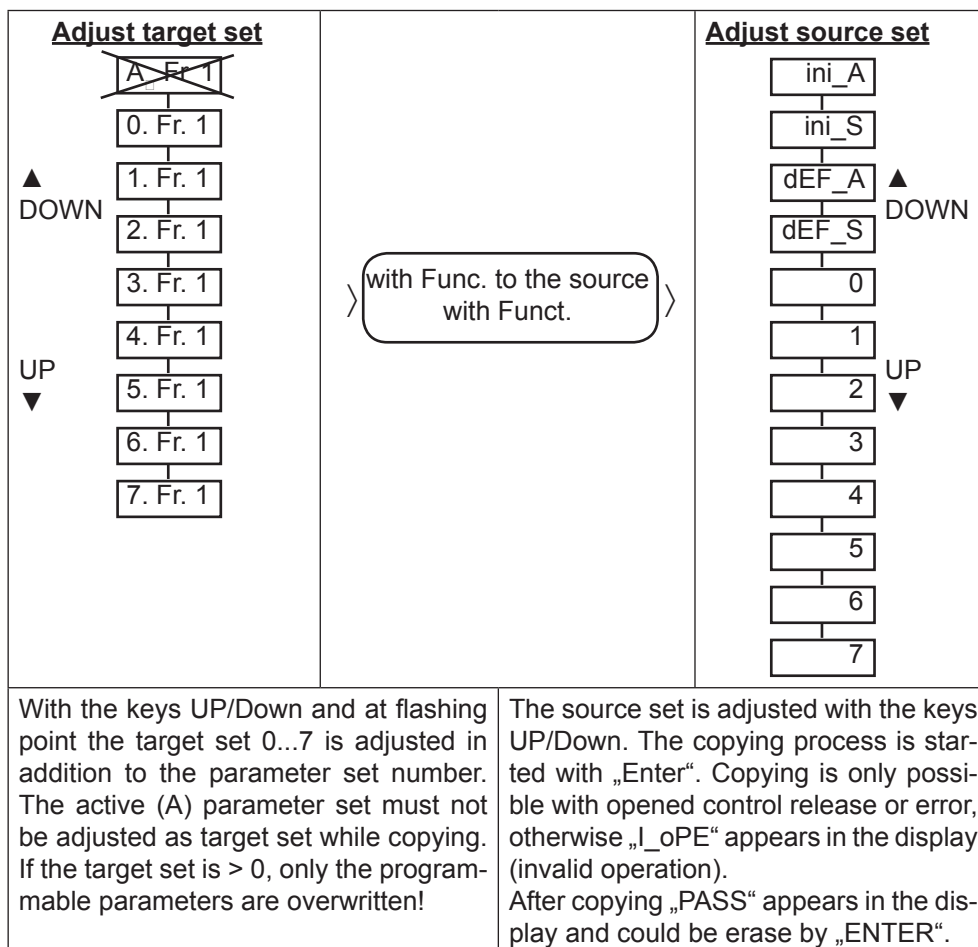 Adjust target set
A. Fr. 1
0. Fr. 1
1. Fr. 1
▲
DOWN
2. Fr. 1
3. Fr. 1
4. Fr. 1
UP
▼
5. Fr. 1
6. Fr. 1
7. Fr. 1
with Func. to the source
with Funct.
Adjust source set
ini_A
ini_S
dEF_A
▲
DOWN
dEF_S
0
1
UP
▼
2
3
4
5
6
7
With the keys UP/Down and at flashing
point the target set 0...7 is adjusted in
addition to the parameter set number.
The active (A) parameter set must not
be adjusted as target set while copying.
If the target set is > 0, only the program-
mable parameters are overwritten!
The source set is adjusted with the keys
UP/Down. The copying process is star-
ted with „Enter“. Copying is only possi-
ble with opened control release or error,
otherwise „I_oPE“ appears in the display
(invalid operation).
After copying „PASS“ appears in the dis-
play and could be erase by „ENTER“.